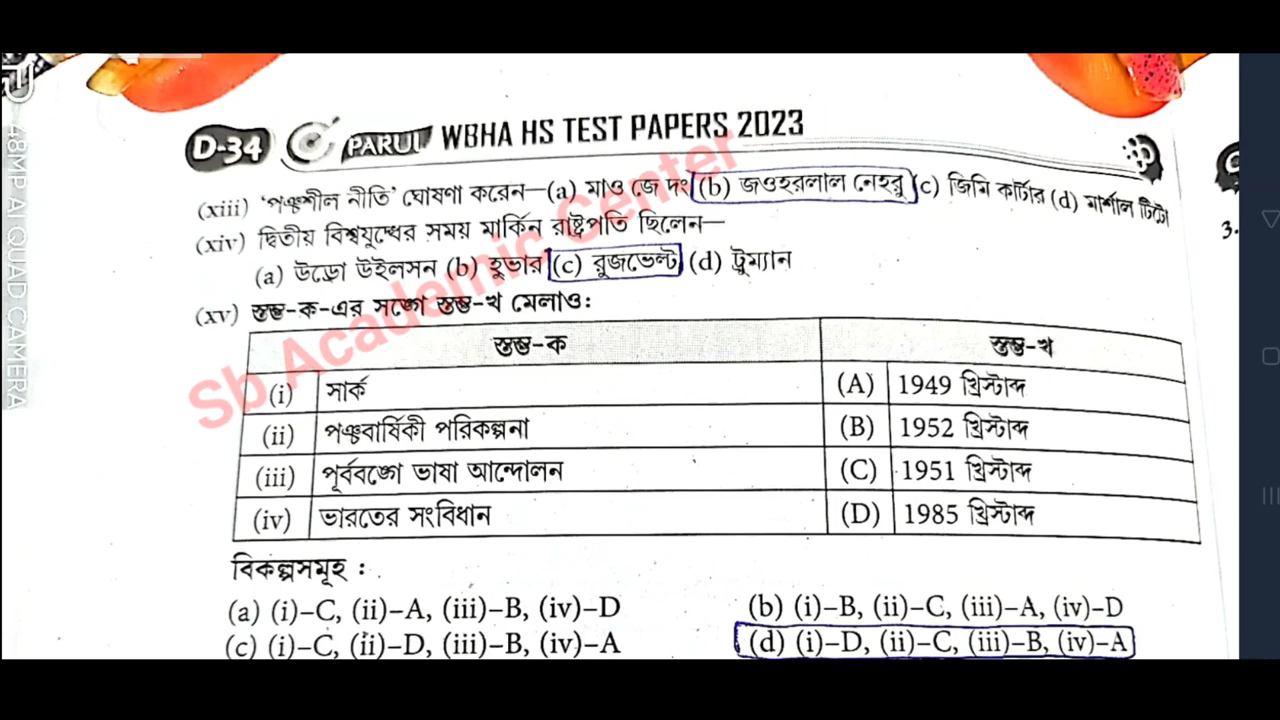 48MP AI QUAD CAMERA
D-34 PARUL WBHA HS TEST PAPERS 2023
(xiii) 'পঞ্চশীল নীতি' ঘোষণা করেন—(a) মাও জে দং (b) জওহরলাল নেহরু (c) জিমি কার্টার (d) মার্শাল টিটো
(xiv) দ্বিতীয় বিশ্বযুদ্ধের সময় মার্কিন রাষ্ট্রপতি ছিলেন—
(a) উড্রো উইলসন (b) হুভার (c) রুজভেল্ট (d) ট্রুম্যান
(xv) স্তম্ভ-ক-এর সঙ্গে স্তম্ভ-খ মেলাও:
স্তম্ভ-ক স্তম্ভ-খ
(i) সার্ক (A) 1949 খ্রিস্টাব্দ
(ii) পঞ্চবার্ষিকী পরিকল্পনা (B) 1952 খ্রিস্টাব্দ
(iii) পূর্ববঙ্গে ভাষা আন্দোলন (C) 1951 খ্রিস্টাব্দ
(iv) ভারতের সংবিধান (D) 1985 খ্রিস্টাব্দ
বিকল্পসমূহ :
(a) (i)–C, (ii)–A, (iii)–B, (iv)–D (b) (i)–B, (ii)–C, (iii)–A, (iv)–D
(c) (i)–C, (ii)–D, (iii)–B, (iv)–A (d) (i)–D, (ii)–C, (iii)–B, (iv)–A
3.
Sb Academic Center